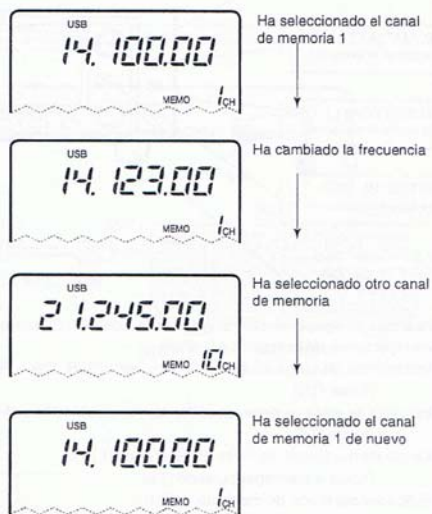 USB
14.100.00
MEMO 1CH
Ha seleccionado el canal
de memoria 1
USB
14.123.00
MEMO 1CH
Ha cambiado la frecuencia
USB
21.245.00
MEMO 10CH
Ha seleccionado otro canal
de memoria
USB
14.100.00
MEMO 1CH
Ha seleccionado el canal
de memoria 1 de nuevo